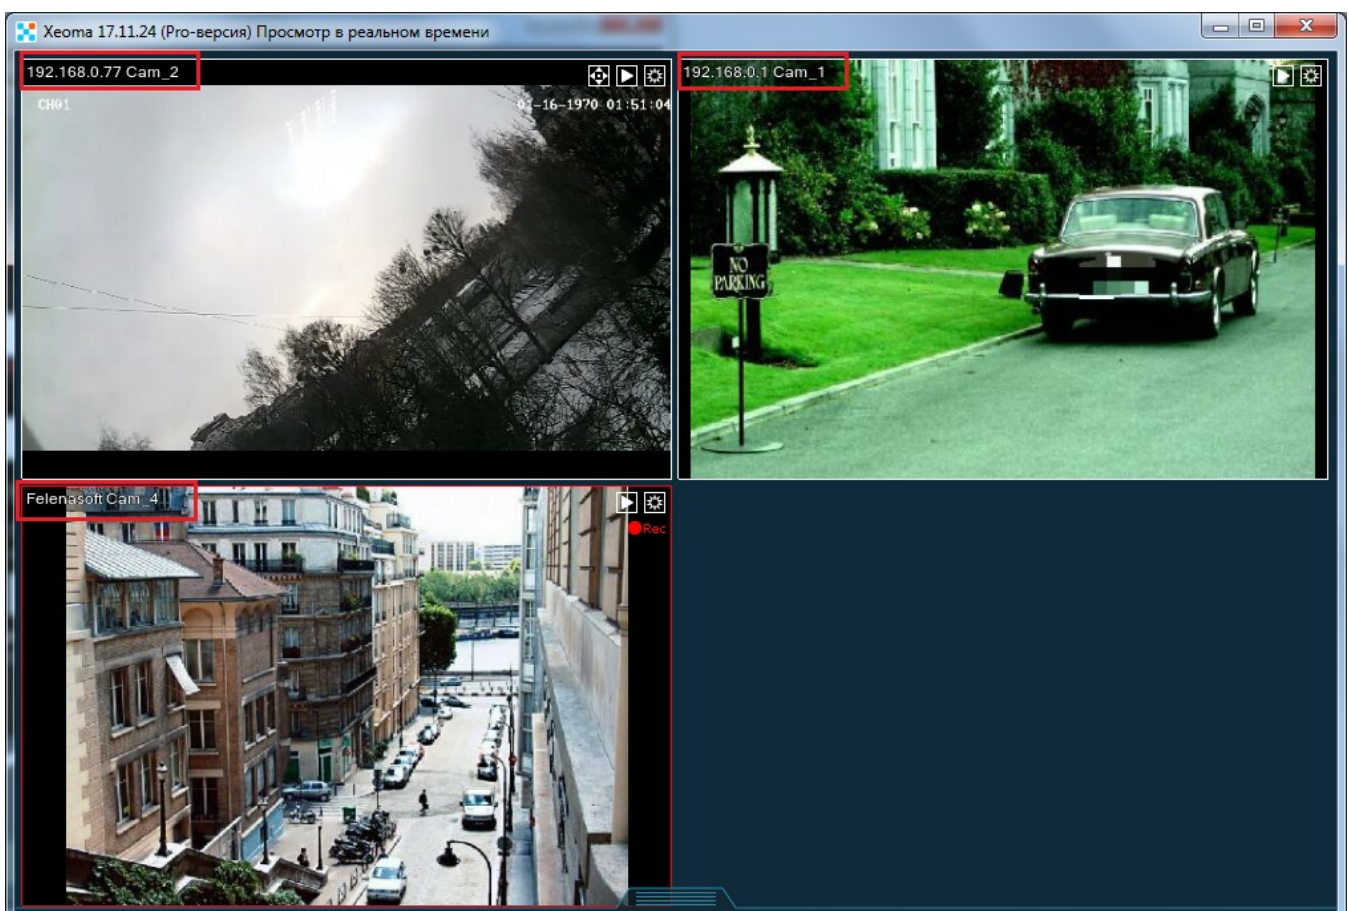 Xeoma 17.11.24 (Pro-версия) Просмотр в реальном времени
192.168.0.77 Cam_2
CH01
01-16-1970 01:51:04
192.168.0.1 Cam_1
NO
PARKING
Felenasoft Cam_4
Rec